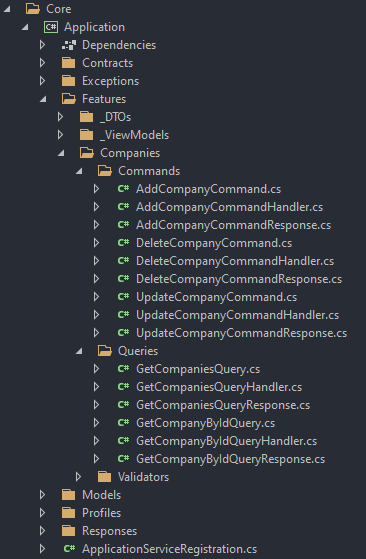 Core
C# Application
Dependencies
Contracts
Exceptions
Features
_DTOs
_ViewModels
Companies
Commands
C# AddCompanyCommand.cs
C# AddCompanyCommandHandler.cs
C# AddCompanyCommandResponse.cs
C# DeleteCompanyCommand.cs
C# DeleteCompanyCommandHandler.cs
C# DeleteCompanyCommandResponse.cs
C# UpdateCompanyCommand.cs
C# UpdateCompanyCommandHandler.cs
C# UpdateCompanyCommandResponse.cs
Queries
C# GetCompaniesQuery.cs
C# GetCompaniesQueryHandler.cs
C# GetCompaniesQueryResponse.cs
C# GetCompanyByIdQuery.cs
C# GetCompanyByIdQueryHandler.cs
C# GetCompanyByIdQueryResponse.cs
Validators
Models
Profiles
Responses
C# ApplicationServiceRegistration.cs